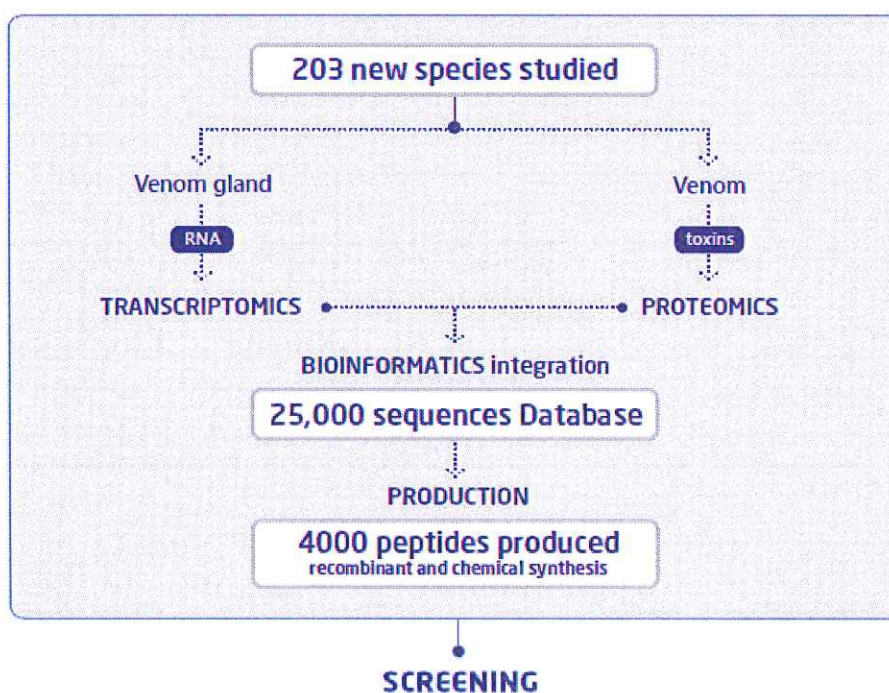 203 new species studied
Venom gland
Venom
RNA
toxins
TRANSCRIPTOMICS
PROTEOMICS
BIOINFORMATICS integration
25,000 sequences Database
PRODUCTION
4000 peptides produced
recombinant and chemical synthesis
SCREENING